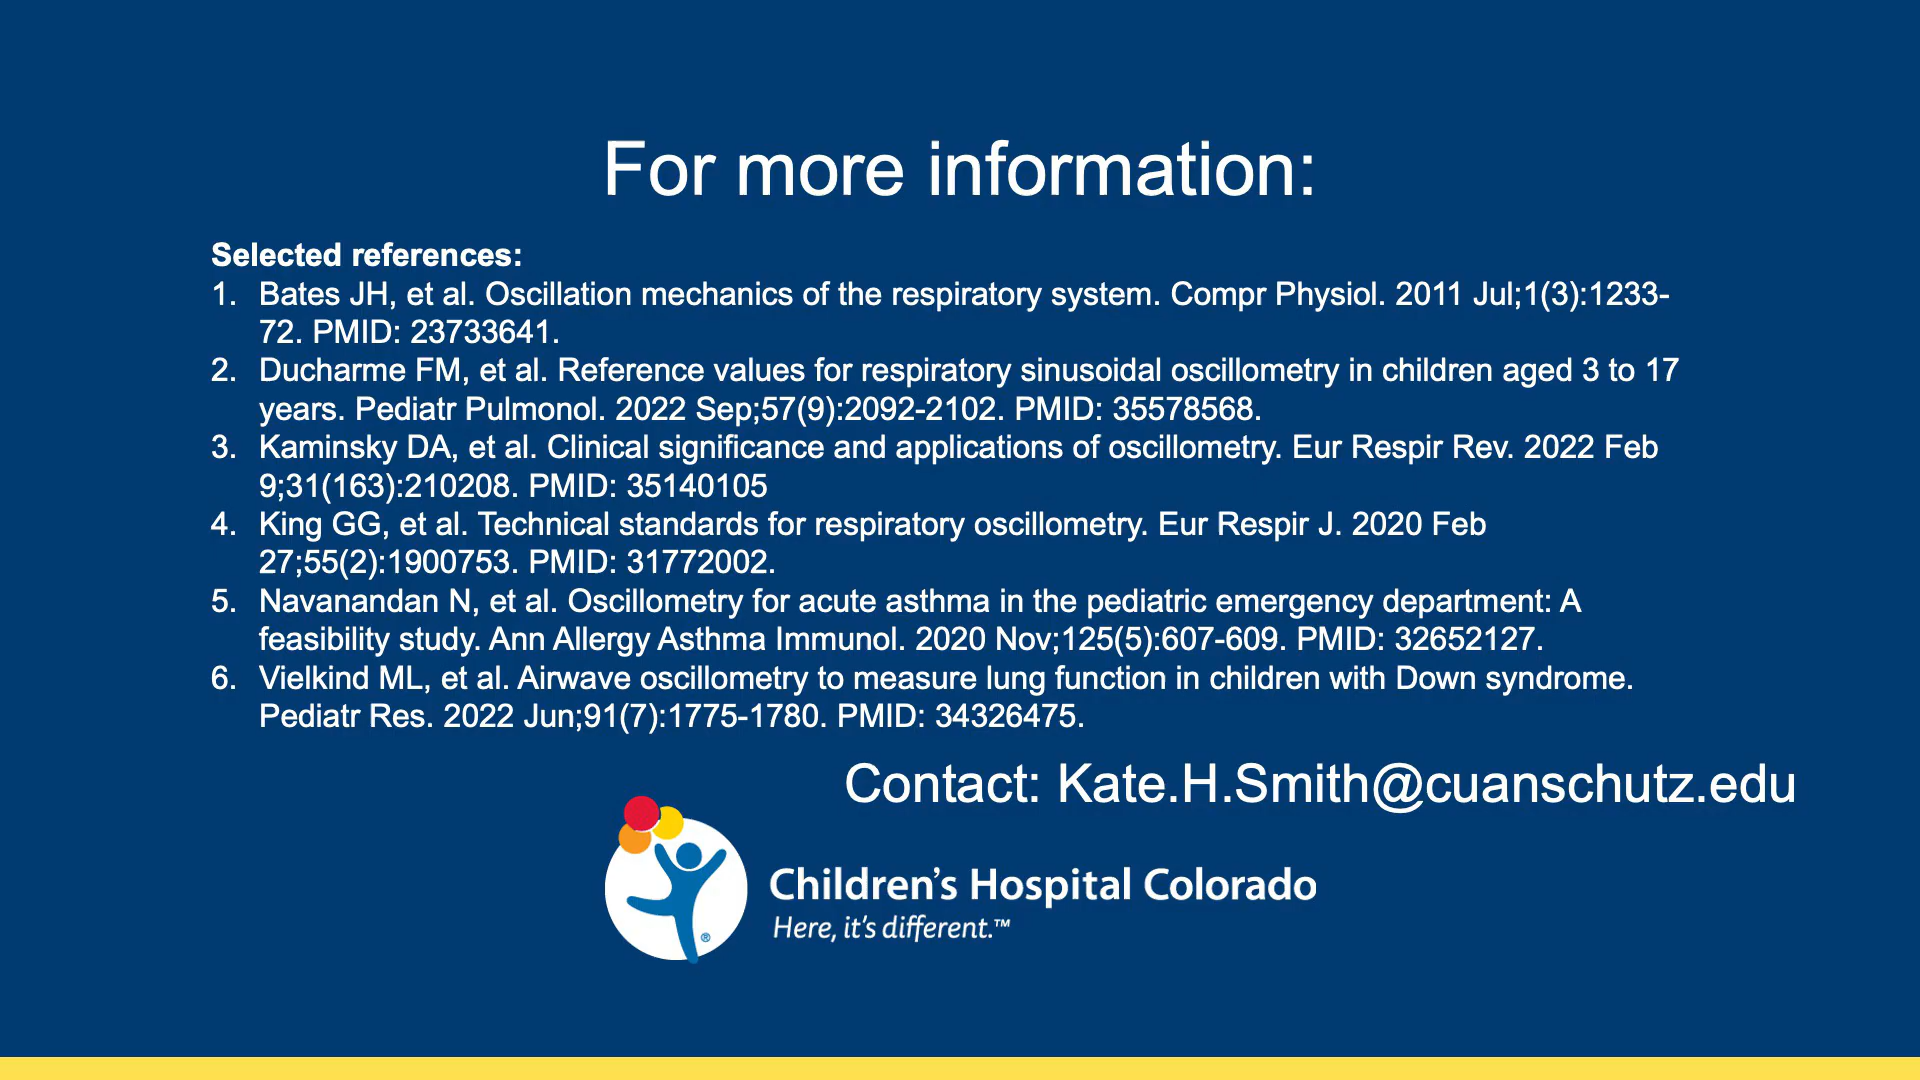 For more information:
Selected references:
1. Bates JH, et al. Oscillation mechanics of the respiratory system. Compr Physiol. 2011 Jul;1(3):1233-
72. PMID: 23733641.
2. Ducharme FM, et al. Reference values for respiratory sinusoidal oscillometry in children aged 3 to 17
years. Pediatr Pulmonol. 2022 Sep;57(9):2092-2102. PMID: 35578568.
3. Kaminsky DA, et al. Clinical significance and applications of oscillometry. Eur Respir Rev. 2022 Feb
9;31(163):210208. PMID: 35140105
4. King GG, et al. Technical standards for respiratory oscillometry. Eur Respir J. 2020 Feb
27;55(2):1900753. PMID: 31772002.
5. Navanandan N, et al. Oscillometry for acute asthma in the pediatric emergency department: A
feasibility study. Ann Allergy Asthma Immunol. 2020 Nov;125(5):607-609. PMID: 32652127.
6. Vielkind ML, et al. Airwave oscillometry to measure lung function in children with Down syndrome.
Pediatr Res. 2022 Jun;91(7):1775-1780. PMID: 34326475.
Contact: Kate.H.Smith@cuanschutz.edu
Children's Hospital Colorado
Here, it's different.™
®